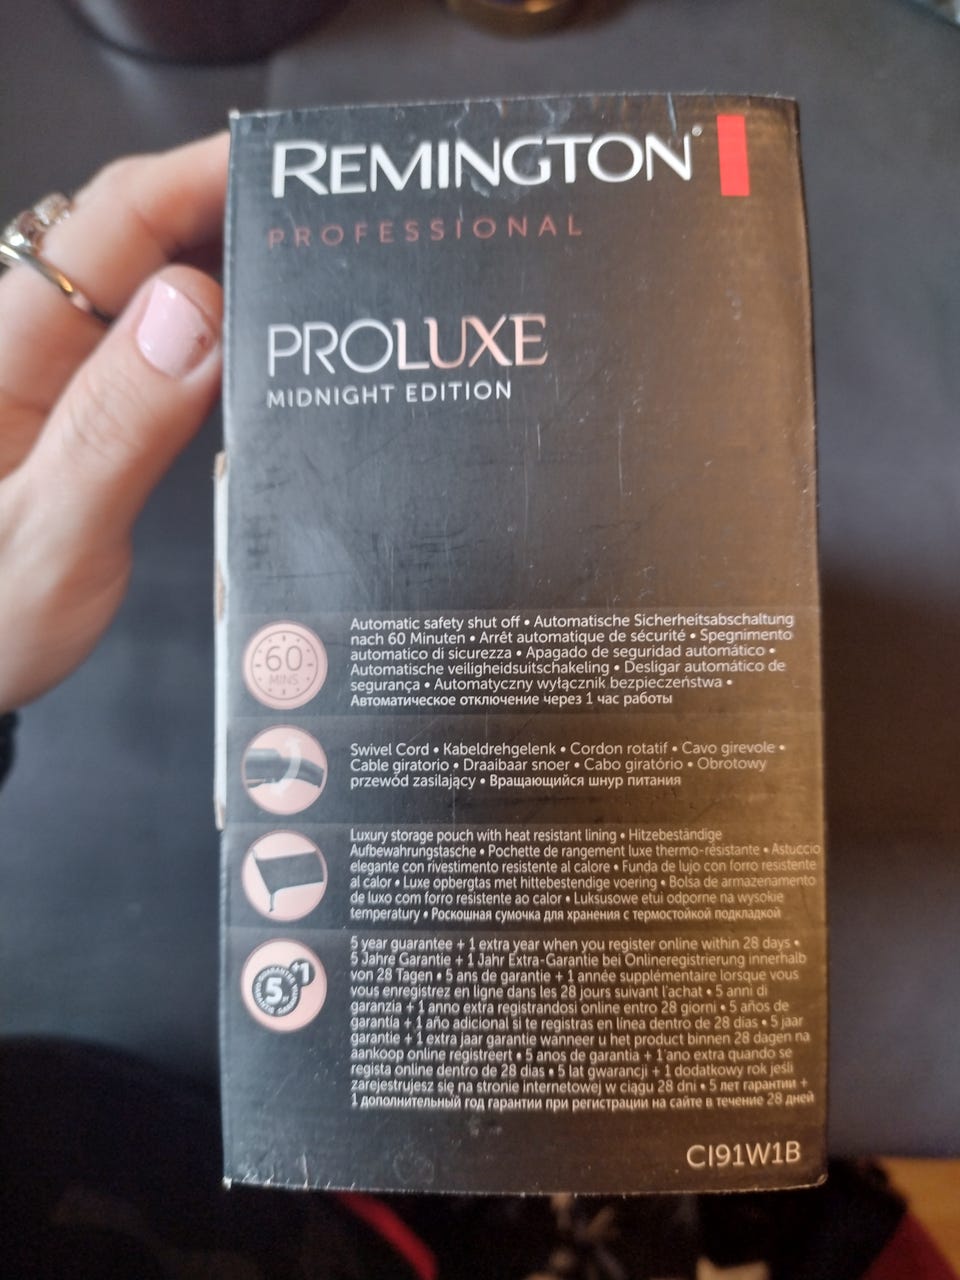 REMINGTON®
PROFESSIONAL
PROLUXE
MIDNIGHT EDITION
60
MINS
Automatic safety shut off • Automatische Sicherheitsabschaltung
nach 60 Minuten • Arrêt automatique de sécurité • Spegnimento
automatico di sicurezza • Apagado de seguridad automático •
Automatische veiligheidsuitschakeling • Desligar automático de
segurança • Automatyczny wyłącznik bezpieczeństwa •
Автоматическое отключение через 1 час работы
Swivel Cord • Kabeldrehgelenk • Cordon rotatif • Cavo girevole •
Cable giratorio • Draaibaar snoer • Cabo giratório • Obrotowy
przewód zasilający • Вращающийся шнур питания
Luxury storage pouch with heat resistant lining • Hitzebeständige
Aufbewahrungstasche • Pochette de rangement luxe thermo-résistante • Astuccio
elegante con rivestimento resistente al calore • Funda de lujo con forro resistente
al calor • Luxe opbergtas met hittebestendige voering • Bolsa de armazenamento
de luxo com forro resistente ao calor • Luksusowe etui odporne na wysokie
temperatury • Роскошная сумочка для хранения с термостойкой подкладкой
5
+1
5 year guarantee + 1 extra year when you register online within 28 days •
5 Jahre Garantie + 1 Jahr Extra-Garantie bei Onlineregistrierung innerhalb
von 28 Tagen • 5 ans de garantie + 1 année supplémentaire lorsque vous
vous enregistrez en ligne dans les 28 jours suivant l'achat • 5 anni di
garanzia + 1 anno extra registrandosi online entro 28 giorni • 5 años de
garantía + 1 año adicional si te registras en línea dentro de 28 días • 5 jaar
garantie + 1 extra jaar garantie wanneer u het product binnen 28 dagen na
aankoop online registreert • 5 anos de garantia + 1 ano extra quando se
regista online dentro de 28 dias • 5 lat gwarancji + 1 dodatkowy rok jeśli
zarejestrujesz się na stronie internetowej w ciągu 28 dni • 5 лет гарантии +
1 дополнительный год гарантии при регистрации на сайте в течение 28 дней
CI91W1B